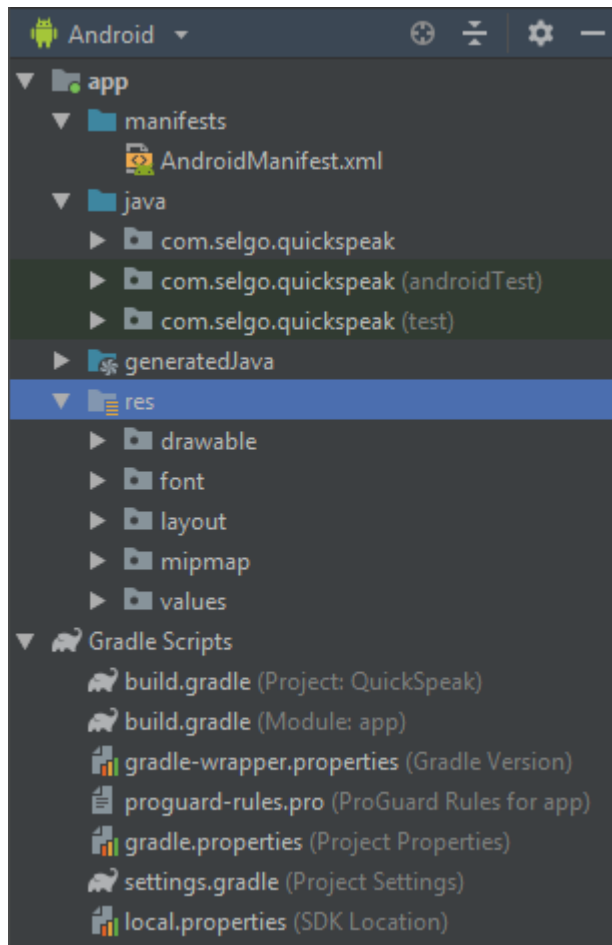 Android
app
manifests
AndroidManifest.xml
java
com.selgo.quickspeak
com.selgo.quickspeak (androidTest)
com.selgo.quickspeak (test)
generatedJava
res
drawable
font
layout
mipmap
values
Gradle Scripts
build.gradle (Project: QuickSpeak)
build.gradle (Module: app)
gradle-wrapper.properties (Gradle Version)
proguard-rules.pro (ProGuard Rules for app)
gradle.properties (Project Properties)
settings.gradle (Project Settings)
local.properties (SDK Location)